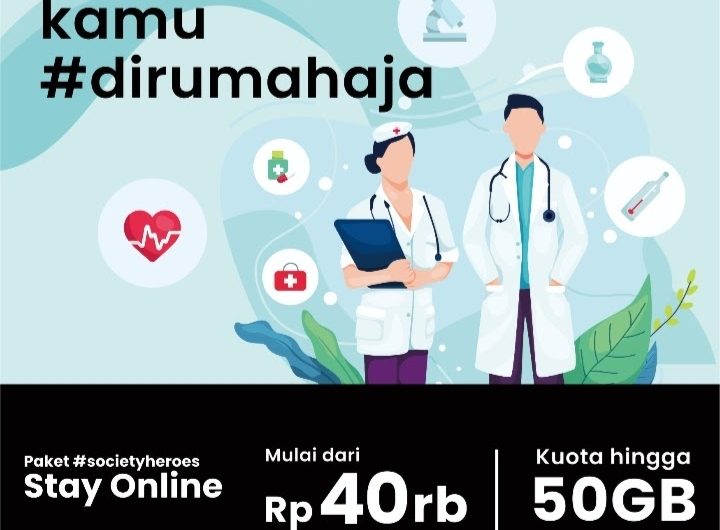 kamu
#dirumahaja
Paket #societyheroes
Stay Online
Mulai dari
Rp 40rb
Kuota hingga
50GB